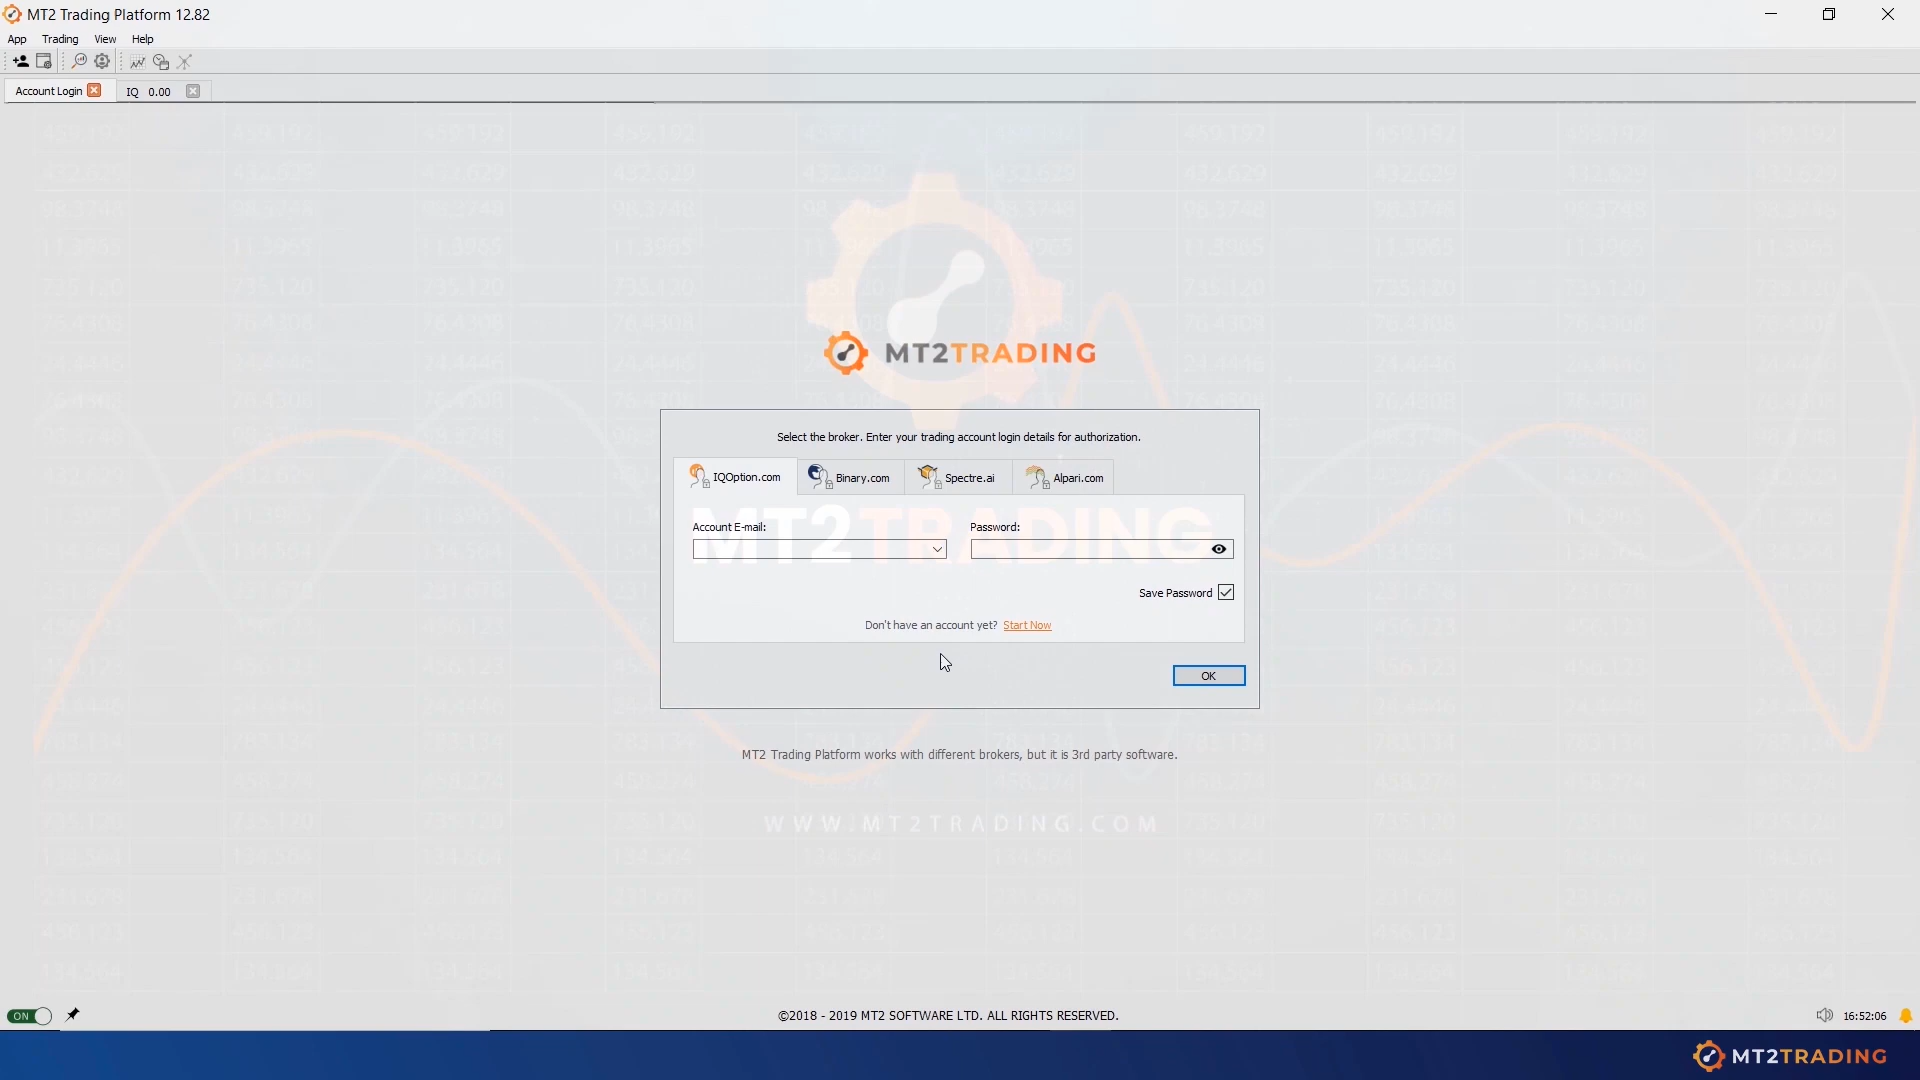 MT2 Trading Platform 12.82
App Trading View Help
Account Login IQ 0.00
MT2TRADING
Select the broker. Enter your trading account login details for authorization.
IQOption.com Binary.com Spectre.ai Alpari.com
MT2TRADING
Account E-mail: Password:
Save Password
Don't have an account yet? Start Now
OK
MT2 Trading Platform works with different brokers, but it is 3rd party software.
WWW.MT2TRADING.COM
ON ©2018 - 2019 MT2 SOFTWARE LTD. ALL RIGHTS RESERVED. 16:52:06
MT2TRADING